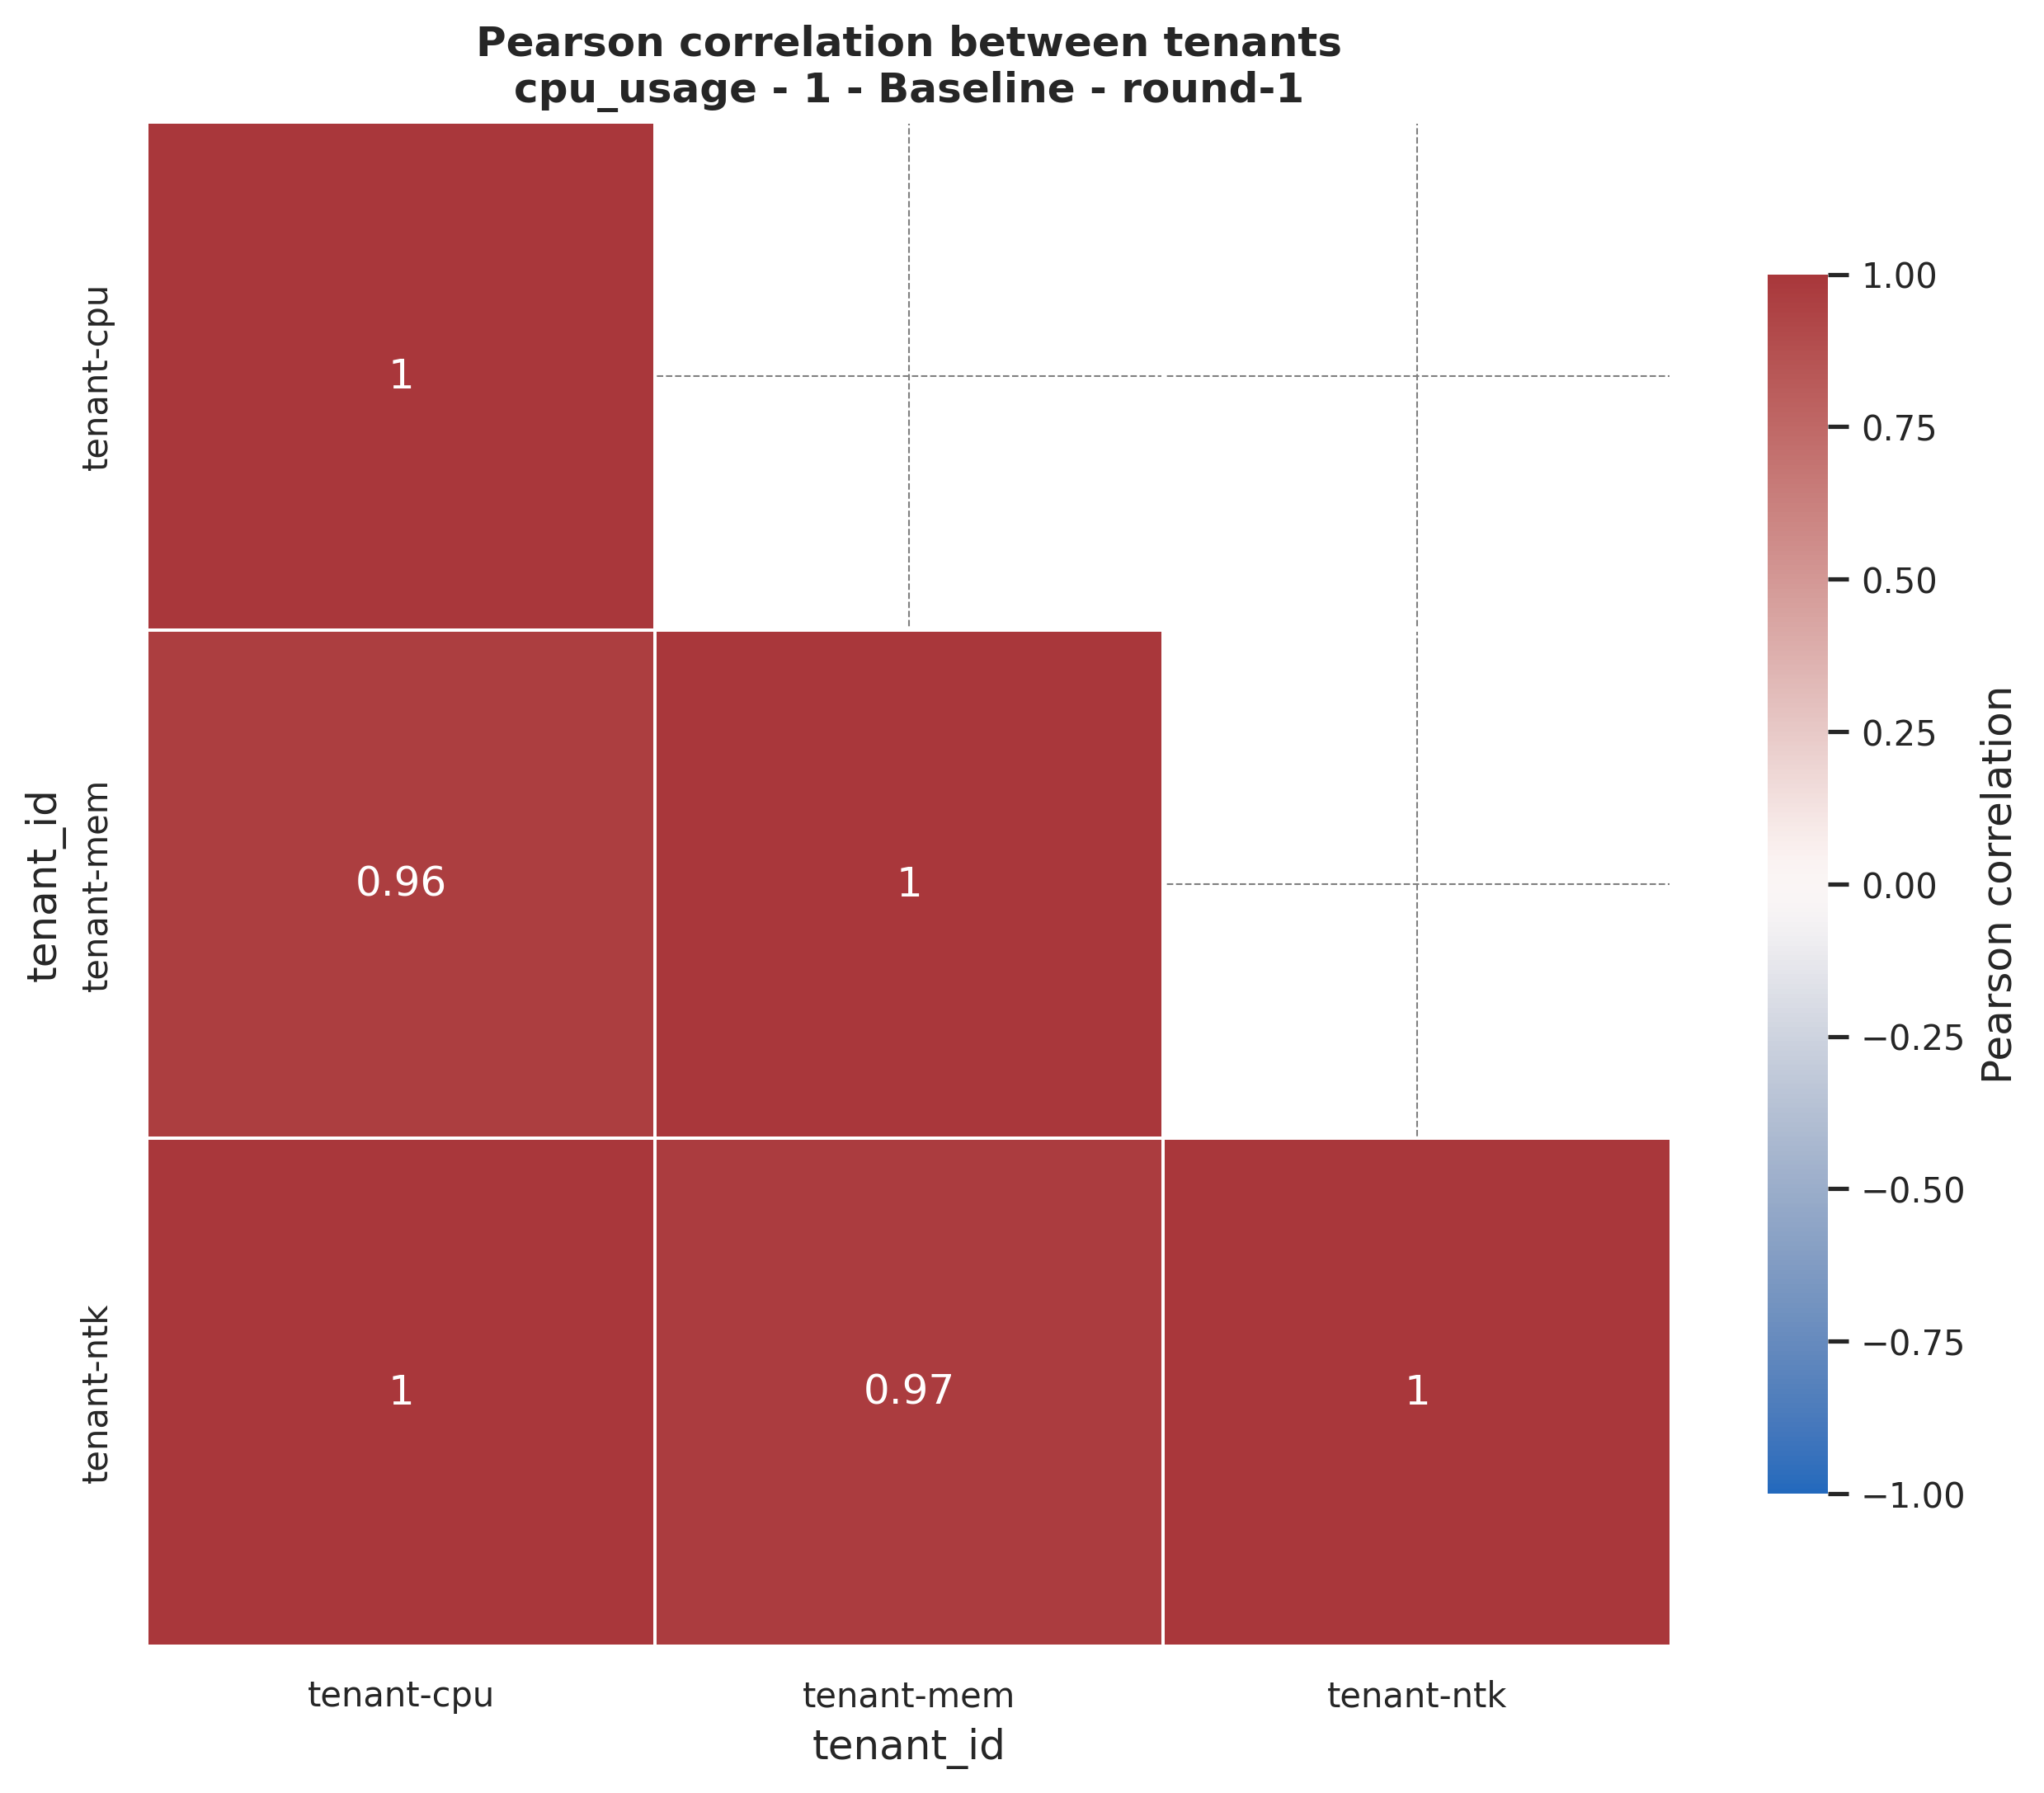 Pearson correlation between tenants
cpu_usage - 1 - Baseline - round-1
tenant_id
tenant-cpu
tenant-mem
tenant-ntk
1
0.96
1
1
0.97
1
tenant-cpu
tenant-mem
tenant-ntk
tenant_id
1.00
0.75
0.50
0.25
0.00
−0.25
−0.50
−0.75
−1.00
Pearson correlation